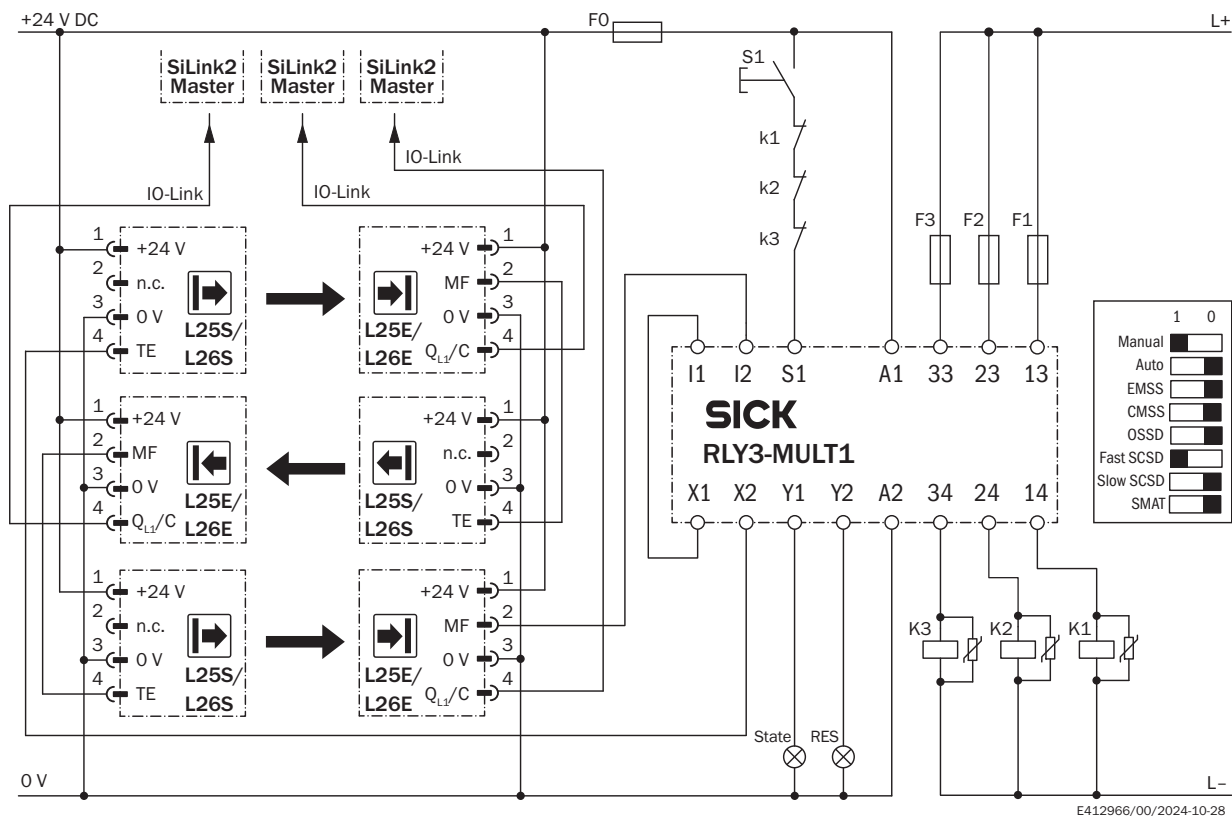 +24 V DC
F0
L+
SiLink2
Master
SiLink2
Master
SiLink2
Master
S1
k1
k2
k3
IO-Link
IO-Link
IO-Link
F3
F2
F1
1
+24 V
2
n.c.
3
0 V
4
TE
L25S/
L26S
+24 V
1
MF
2
0 V
3
QL1/C
4
L25E/
L26E
1
+24 V
2
MF
3
0 V
4
QL1/C
L25E/
L26E
+24 V
1
n.c.
2
0 V
3
TE
4
L25S/
L26S
1
+24 V
2
n.c.
3
0 V
4
TE
L25S/
L26S
+24 V
1
MF
2
0 V
3
QL1/C
4
L25E/
L26E
I1 I2 S1 A1 33 23 13
SICK
RLY3-MULT1
X1 X2 Y1 Y2 A2 34 24 14
1 0
Manual
Auto
EMSS
CMSS
OSSD
Fast SCSD
Slow SCSD
SMAT
K3
K2
K1
State
RES
0 V
L–
E412966/00/2024-10-28